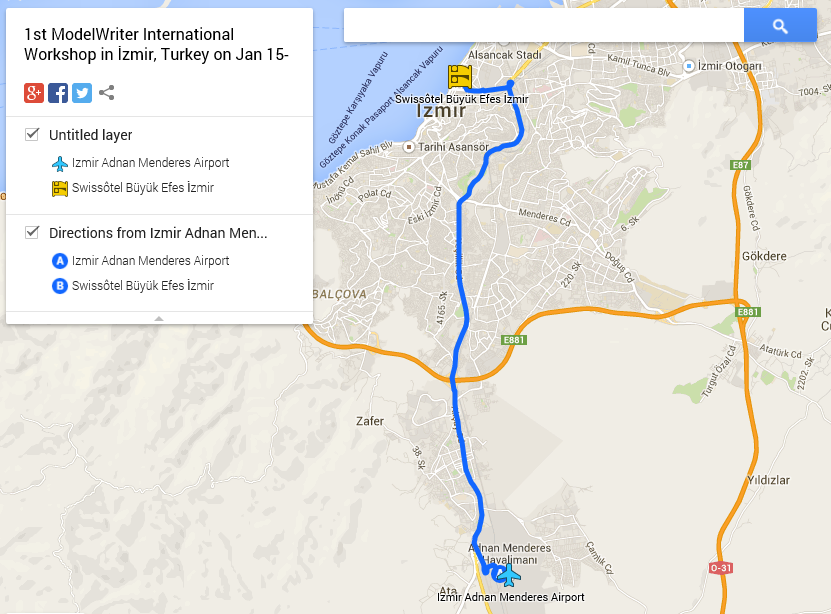 1st ModelWriter International
Workshop in İzmir, Turkey on Jan 15-
Untitled layer
Izmir Adnan Menderes Airport
Swissôtel Büyük Efes İzmir
Directions from Izmir Adnan Men...
A
Izmir Adnan Menderes Airport
B
Swissôtel Büyük Efes İzmir
Göztepe Karşıyaka Vapuru
Göztepe Konak Pasaport Alsancak Vapuru
Alsancak Stadı
Kamil Tunca Blv
İzmir Otogarı
7074. Sk.
Swissôtel Büyük Efes İzmir
İzmir
Tarihi Asansör
Mustafa Kemal Sahil Blv
İnönü Cd
Polat Cd
Eski İzmir Cd
Menderes Cd
6. Sk
E87
Gökdere Cd
Gökdere
Doğuş Cd
220. Sk
BALÇOVA
4165. Sk
E881
E881
Atatürk Cd
Turgut Özal Cd
2202. Sk
Zafer
38. Sk
Yıldızlar
Adnan Menderes
Havalimanı
Çamlık Cd
O-31
Ata
A
Izmir Adnan Menderes Airport